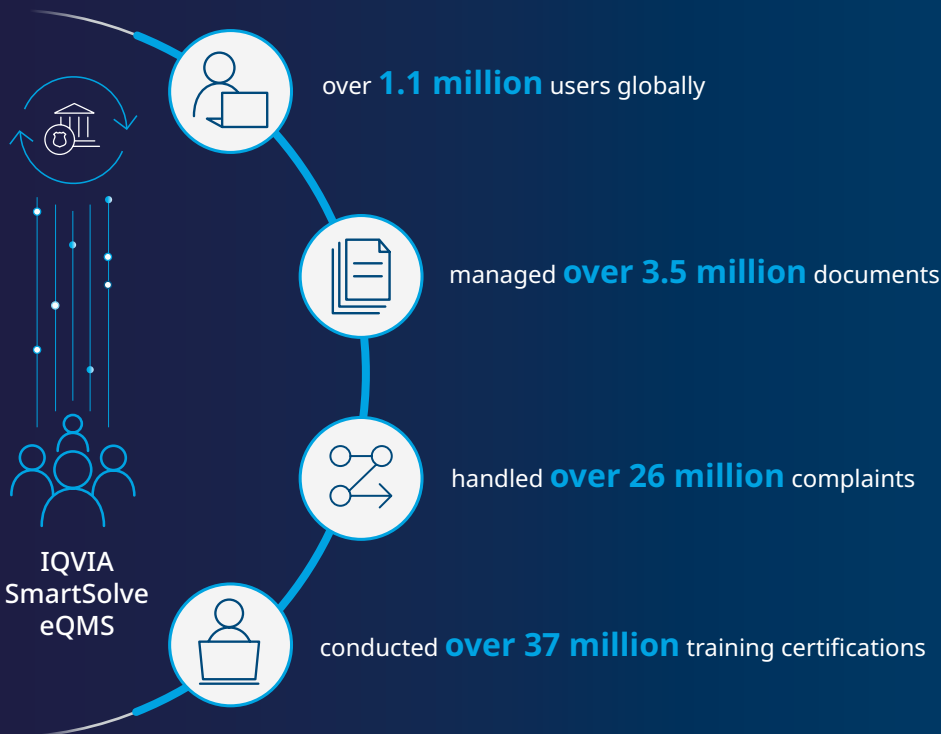 over 1.1 million users globally
managed over 3.5 million documents
handled over 26 million complaints
IQVIA
SmartSolve
eQMS
conducted over 37 million training certifications